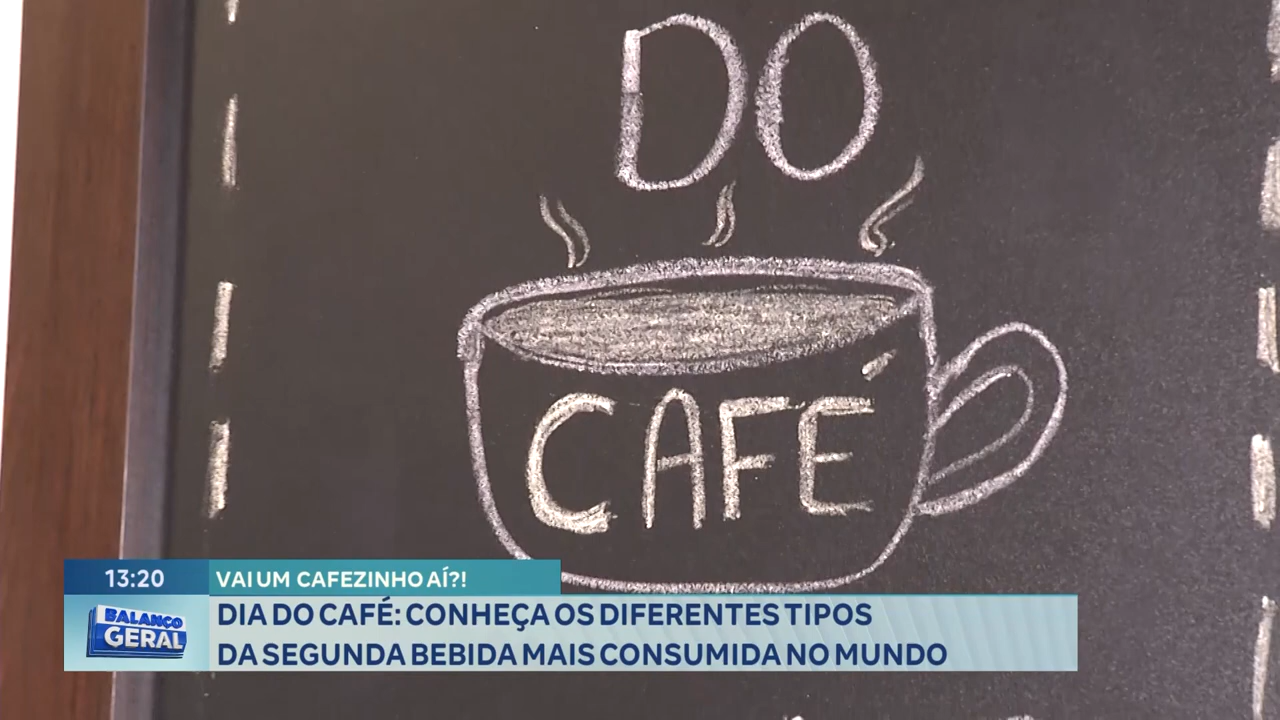 DO
CAFÉ
13:20
VAI UM CAFEZINHO AÍ?!
BALANÇO
GERAL
DIA DO CAFÉ: CONHEÇA OS DIFERENTES TIPOS
DA SEGUNDA BEBIDA MAIS CONSUMIDA NO MUNDO